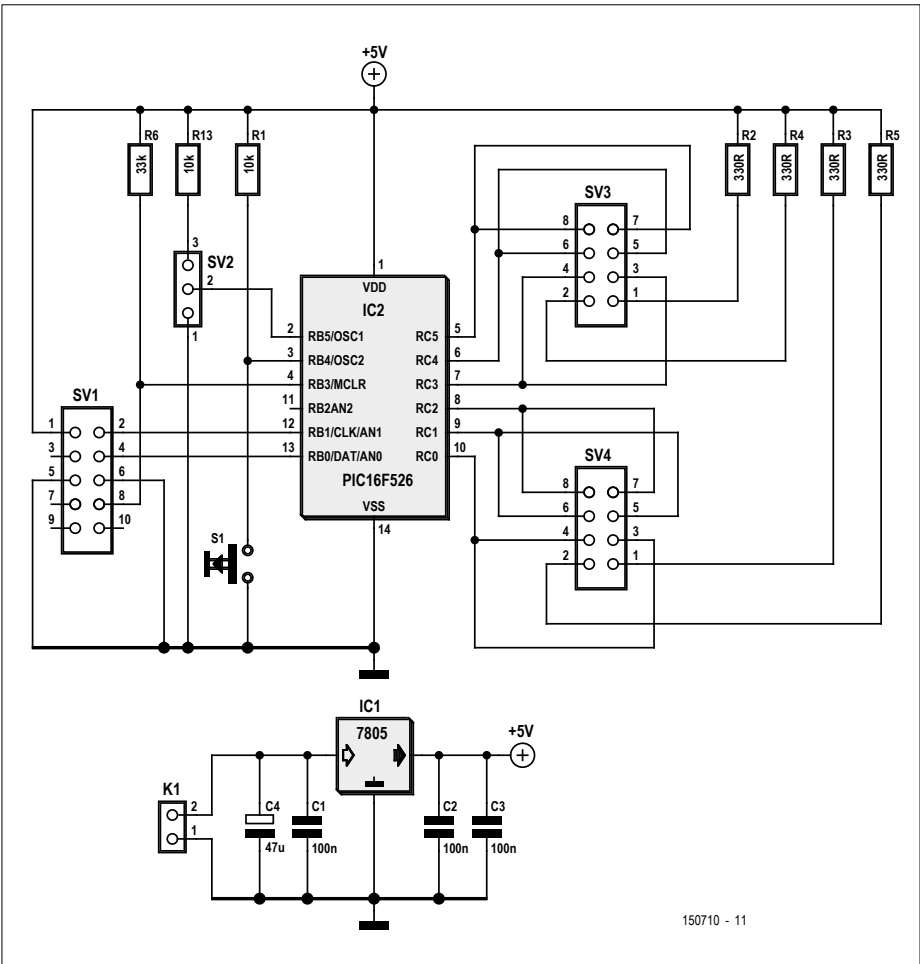 +5V
R6
33k
R13
10k
R1
10k
R2
330R
R4
330R
R3
330R
R5
330R
SV2
3
2
1
SV3
8 7
6 5
4 3
2 1
1
VDD
IC2
2 RB5/OSC1 RC5 5
3 RB4/OSC2 RC4 6
4 RB3/MCLR RC3 7
11 RB2AN2 RC2 8
12 RB1/CLK/AN1 RC1 9
13 RB0/DAT/AN0 RC0 10
PIC16F526
VSS
14
SV1
1 2
3 4
5 6
7 8
9 10
S1
SV4
8 7
6 5
4 3
2 1
IC1
7805
+5V
K1
2
1
C4
47u
C1
100n
C2
100n
C3
100n
150710 - 11